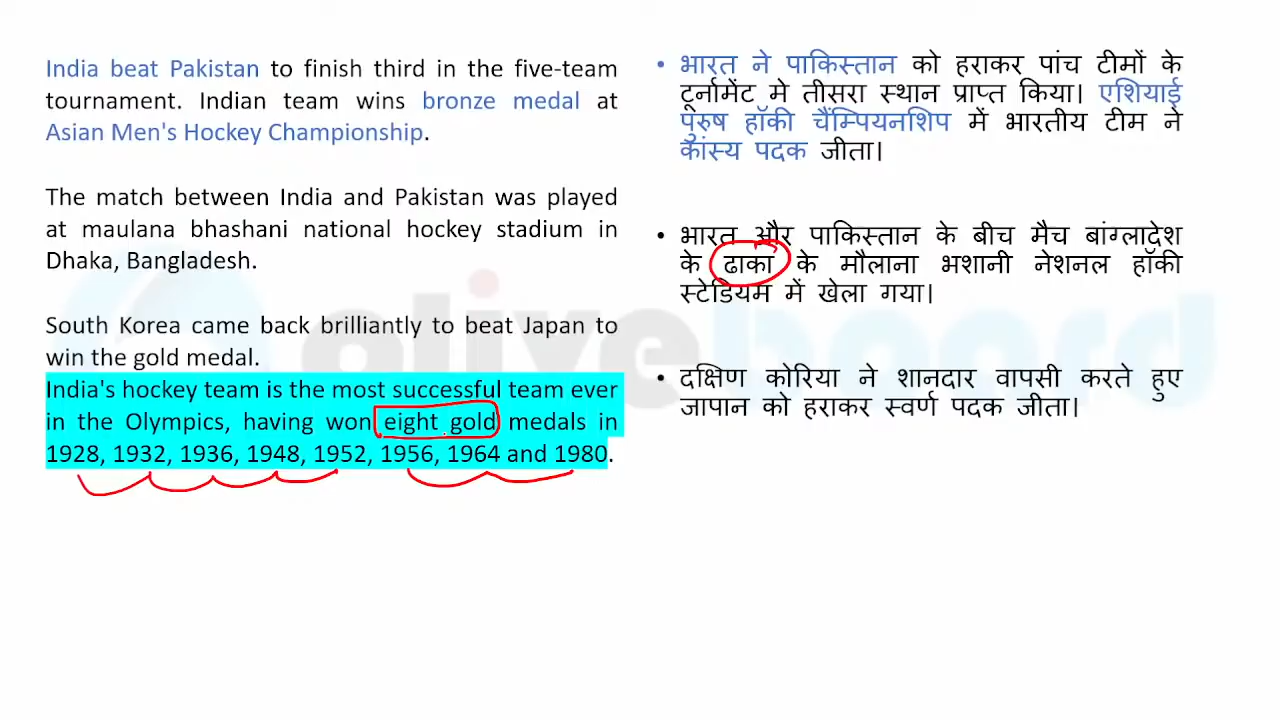 India beat Pakistan to finish third in the five-team
tournament. Indian team wins bronze medal at
Asian Men's Hockey Championship.
The match between India and Pakistan was played
at maulana bhashani national hockey stadium in
Dhaka, Bangladesh.
South Korea came back brilliantly to beat Japan to
win the gold medal.
India's hockey team is the most successful team ever
in the Olympics, having won eight gold medals in
1928, 1932, 1936, 1948, 1952, 1956, 1964 and 1980.
• भारत ने पाकिस्तान को हराकर पांच टीमों के
टूर्नामेंट मे तीसरा स्थान प्राप्त किया। एशियाई
पुरुष हॉकी चैंम्पियनशिप में भारतीय टीम ने
कांस्य पदक जीता।
• भारत और पाकिस्तान के बीच मैच बांग्लादेश
के ढाका के मौलाना भशानी नेशनल हॉकी
स्टेडियम में खेला गया।
• दक्षिण कोरिया ने शानदार वापसी करते हुए
जापान को हराकर स्वर्ण पदक जीता।
oliveboard